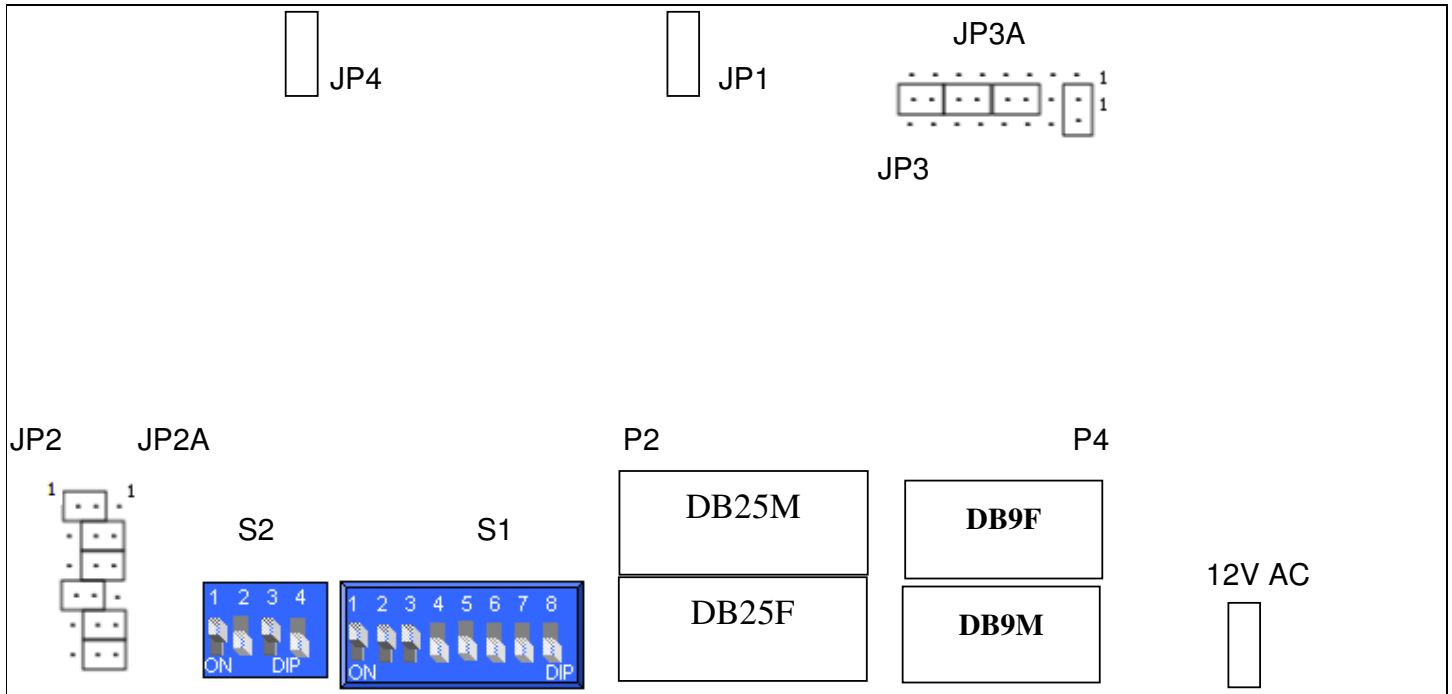 JP3A
JP4
JP1
1
1
JP3
JP2 JP2A
P2 P4
1 1
DB25M
DB9F
S2 S1
12V AC
1 2 3 4
1 2 3 4 5 6 7 8
DB25F
DB9M
ON DIP
ON DIP